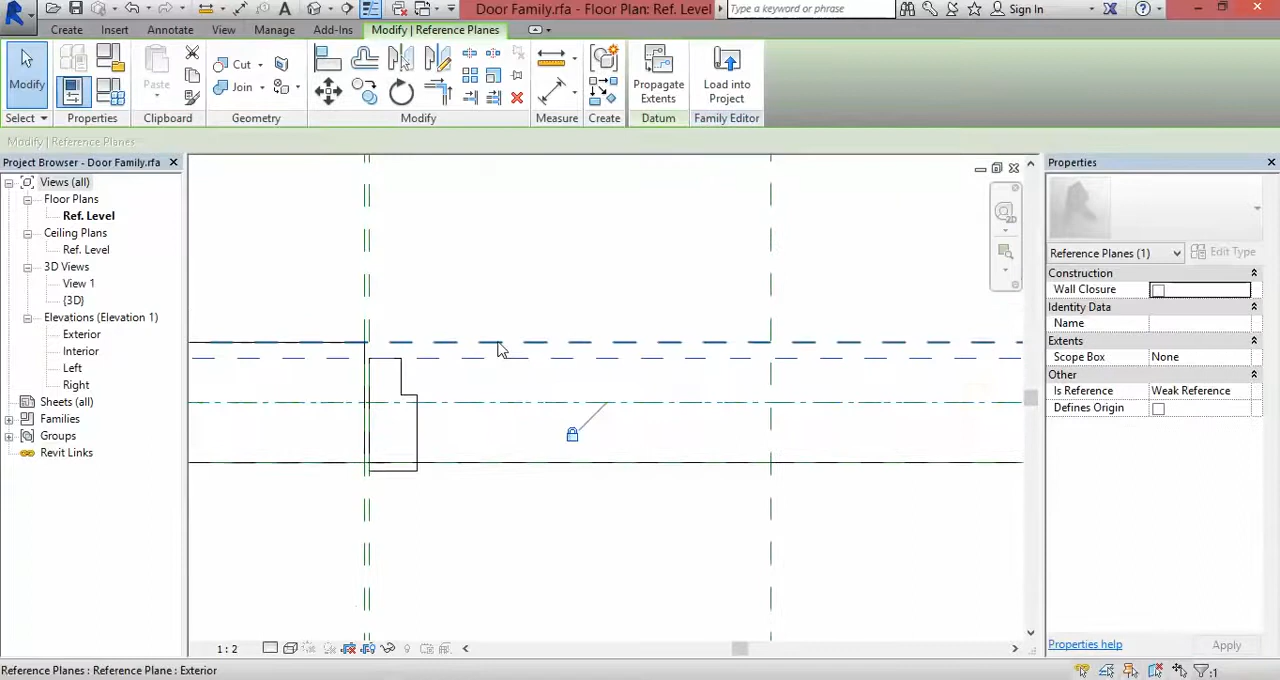 Door Family.rfa - Floor Plan: Ref. Level
Type a keyword or phrase
Sign In
Create Insert Annotate View Manage Add-Ins Modify | Reference Planes
Modify
Paste
Cut
Join
Propagate Extents
Load into Project
Select Properties Clipboard Geometry Modify Measure Create Datum Family Editor
Modify | Reference Planes
Project Browser - Door Family.rfa
Views (all)
Floor Plans
Ref. Level
Ceiling Plans
Ref. Level
3D Views
View 1
{3D}
Elevations (Elevation 1)
Exterior
Interior
Left
Right
Sheets (all)
Families
Groups
Revit Links
2D
1 : 2
Properties
Reference Planes (1)
Edit Type
Construction
Wall Closure
Identity Data
Name
Extents
Scope Box None
Other
Is Reference Weak Reference
Defines Origin
Properties help
Apply
Reference Planes : Reference Plane : Exterior
:1